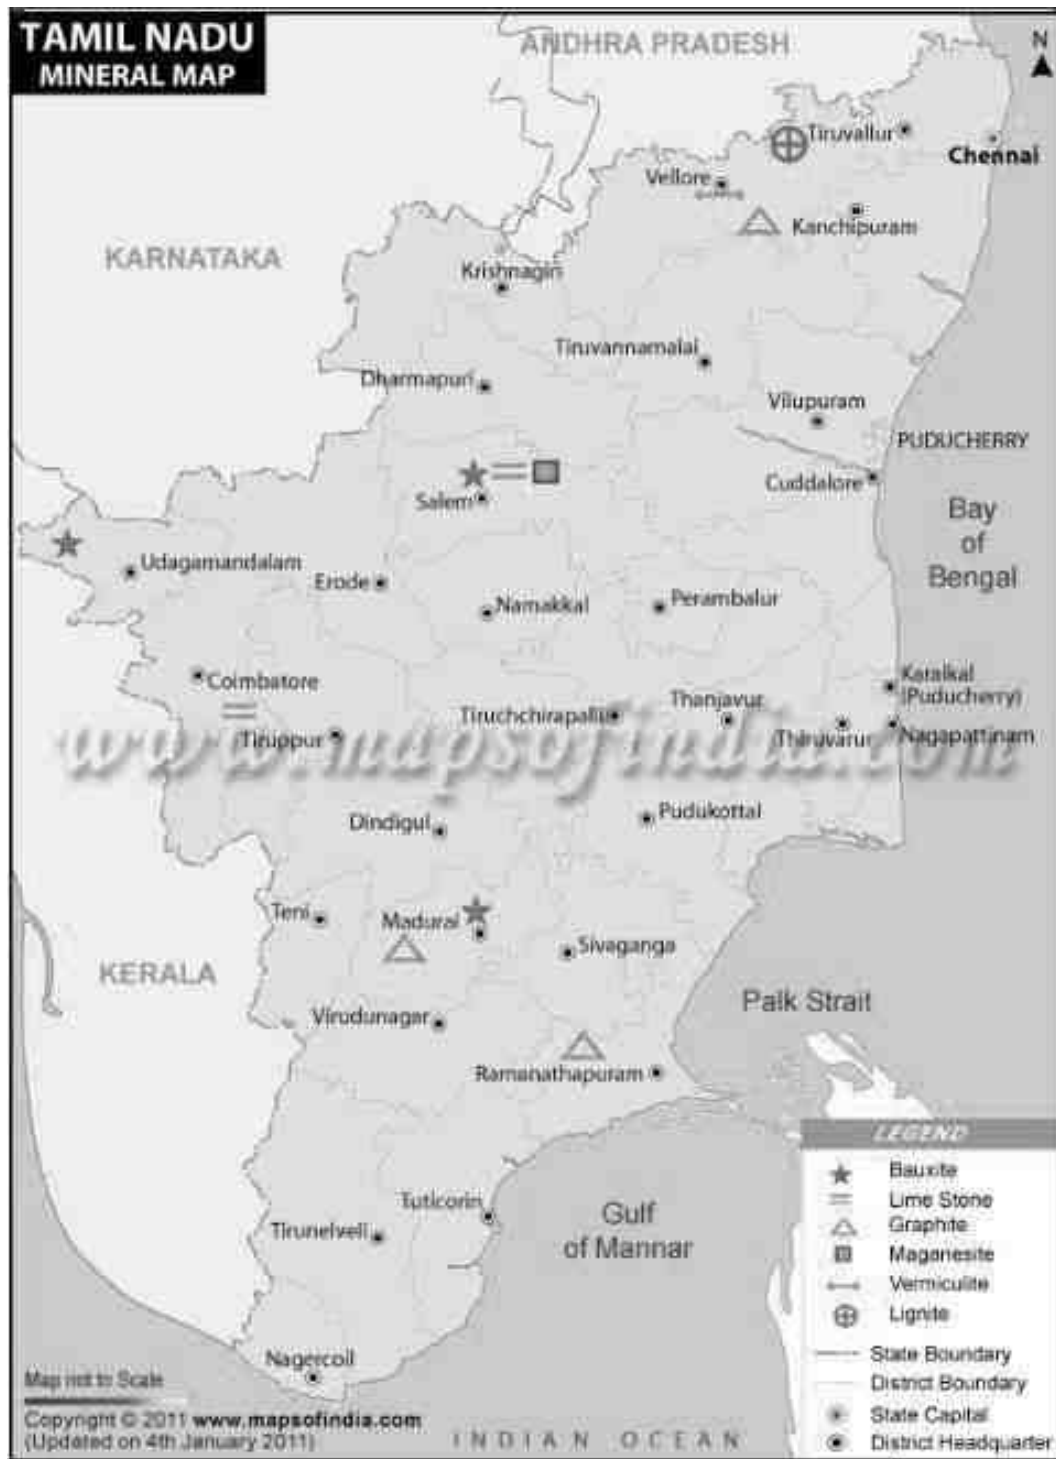 TAMIL NADU
MINERAL MAP
ANDHRA PRADESH
N
Tiruvallur
Chennai
Vellore
Kanchipuram
KARNATAKA
Krishnagiri
Tiruvannamalai
Dharmapuri
Vilupuram
PUDUCHERRY
Salem
Cuddalore
Bay
of
Bengal
Udagamandalam
Erode
Namakkal
Perambalur
Coimbatore
Karaikal
(Puducherry)
Tiruchchirapalli
Thanjavur
Tiruppur
Thiruvarur
Nagapattinam
www.mapsofindia.com
Dindigul
Pudukottai
Teni
Madurai
Sivaganga
KERALA
Palk Strait
Virudunagar
Ramanathapuram
LEGEND
Bauxite
Lime Stone
Graphite
Maganesite
Vermiculite
Lignite
State Boundary
District Boundary
State Capital
District Headquarter
Tuticorin
Tirunelveli
Gulf
of Mannar
Nagercoil
Map not to Scale
Copyright © 2011 www.mapsofindia.com
(Updated on 4th January 2011)
INDIAN OCEAN